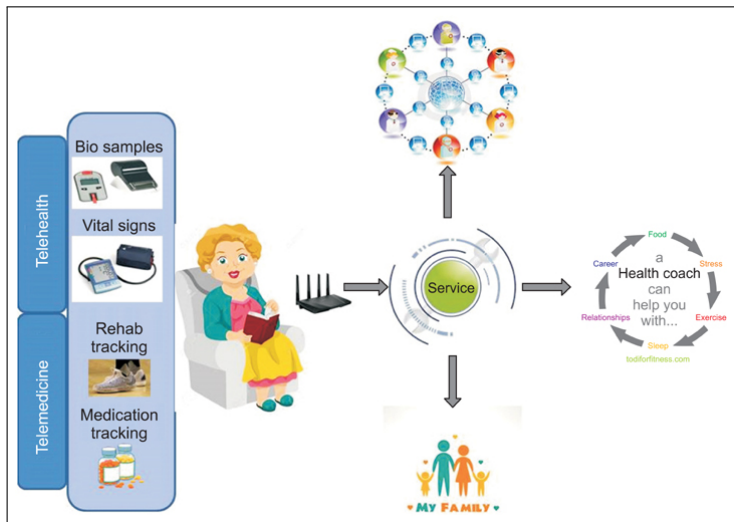 Telehealth
Telemedicine
Bio samples
Vital signs
Rehab
tracking
Medication
tracking
Service
Food
Stress
Exercise
Sleep
Relationships
Career
a
Health coach
can
help you
with...
lodiforfitness.com
MY FAMILY